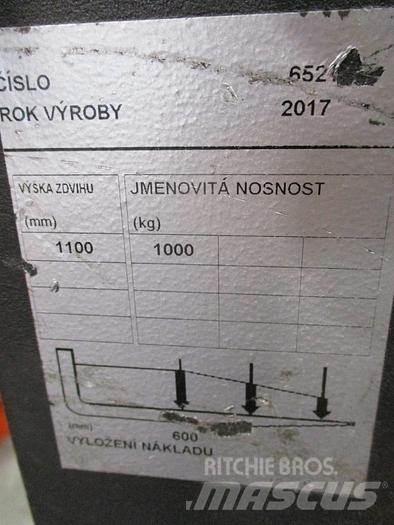 ČÍSLO 652
ROK VÝROBY 2017
VÝŠKA ZDVIHU JMENOVITÁ NOSNOST
(mm) (kg)
1100 1000
(mm) 600
VYLOŽENÍ NÁKLADU
RITCHIE BROS.
MASCUS